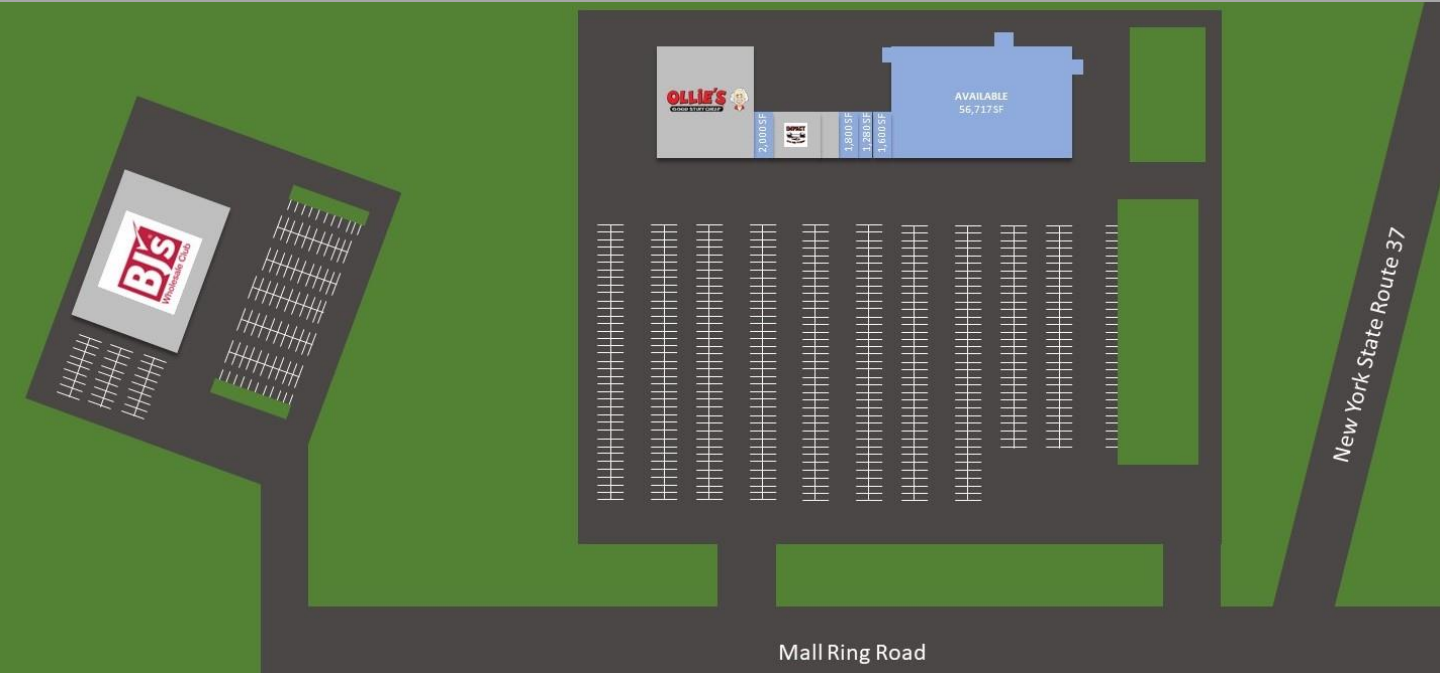 OLLIE'S
GOOD STUFF CHEAP
2,000 SF
IMPACT
1,800 SF
1,280 SF
1,600 SF
AVAILABLE
56,717 SF
BJ's
Wholesale Club
New York State Route 37
Mall Ring Road